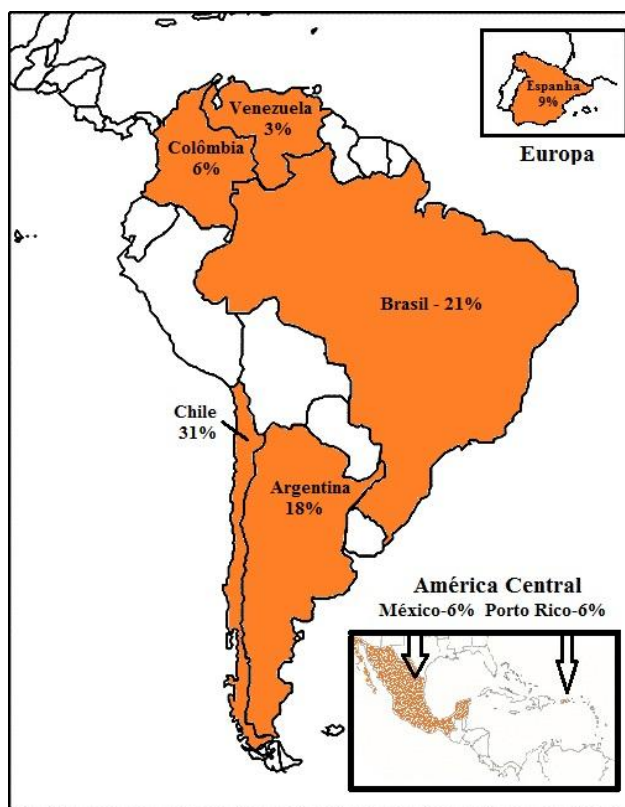 Espanha
9%
Europa
Venezuela
3%
Colômbia
6%
Brasil - 21%
Chile
31%
Argentina
18%
América Central
México-6% Porto Rico-6%